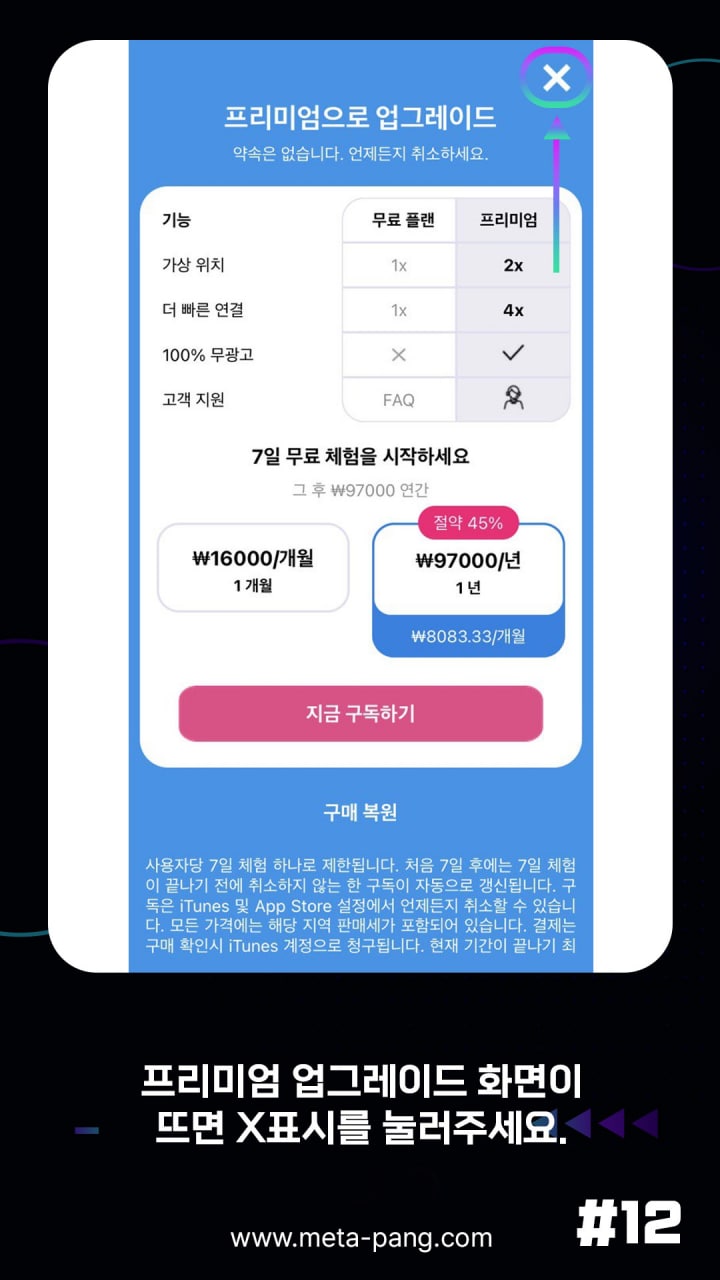 프리미엄으로 업그레이드
약속은 없습니다. 언제든지 취소하세요.
기능 무료 플랜 프리미엄
가상 위치 1x 2x
더 빠른 연결 1x 4x
100% 무광고
고객 지원 FAQ
7일 무료 체험을 시작하세요
그 후 ₩97000 연간
절약 45%
₩16000/개월
1 개월
₩97000/년
1 년
₩8083.33/개월
지금 구독하기
구매 복원
사용자당 7일 체험 하나로 제한됩니다. 처음 7일 후에는 7일 체험
이 끝나기 전에 취소하지 않는 한 구독이 자동으로 갱신됩니다. 구
독은 iTunes 및 App Store 설정에서 언제든지 취소할 수 있습니
다. 모든 가격에는 해당 지역 판매세가 포함되어 있습니다. 결제는
구매 확인시 iTunes 계정으로 청구됩니다. 현재 기간이 끝나기 최
프리미엄 업그레이드 화면이
뜨면 X표시를 눌러주세요.
#12
www.meta-pang.com